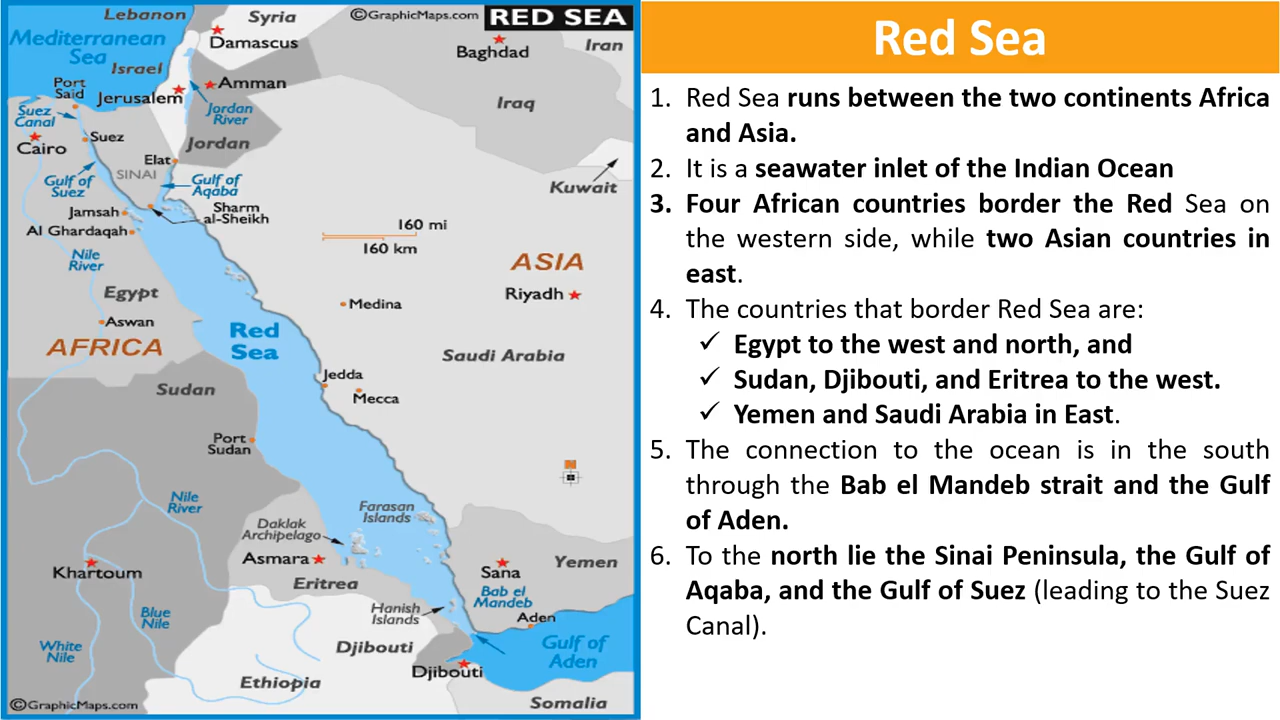 Lebanon
Syria
©GraphicMaps.com
RED SEA
Mediterranean
Sea
Damascus
Baghdad
Iran
Israel
Port
Said
Jerusalem
Amman
Suez
Canal
Jordan
River
Iraq
Cairo
Suez
Jordan
Elat
SINAI
Gulf of
Suez
Gulf of
Aqaba
Kuwait
Jamsah
Sharm
al-Sheikh
Al Ghardaqah
160 mi
160 km
Nile
River
ASIA
Egypt
Medina
Riyadh
Aswan
AFRICA
Red
Sea
Saudi Arabia
Jedda
Sudan
Mecca
Port
Sudan
N
Nile
River
Farasan
Islands
Daklak
Archipelago
Asmara
Yemen
Khartoum
Eritrea
Sana
Bab el
Mandeb
Hanish
Islands
Aden
Blue
Nile
White
Nile
Djibouti
Gulf of
Aden
Djibouti
Ethiopia
Somalia
©GraphicMaps.com
Red Sea
1. Red Sea runs between the two continents Africa
and Asia.
2. It is a seawater inlet of the Indian Ocean
3. Four African countries border the Red Sea on
the western side, while two Asian countries in
east.
4. The countries that border Red Sea are:
✓ Egypt to the west and north, and
✓ Sudan, Djibouti, and Eritrea to the west.
✓ Yemen and Saudi Arabia in East.
5. The connection to the ocean is in the south
through the Bab el Mandeb strait and the Gulf
of Aden.
6. To the north lie the Sinai Peninsula, the Gulf of
Aqaba, and the Gulf of Suez (leading to the Suez
Canal).